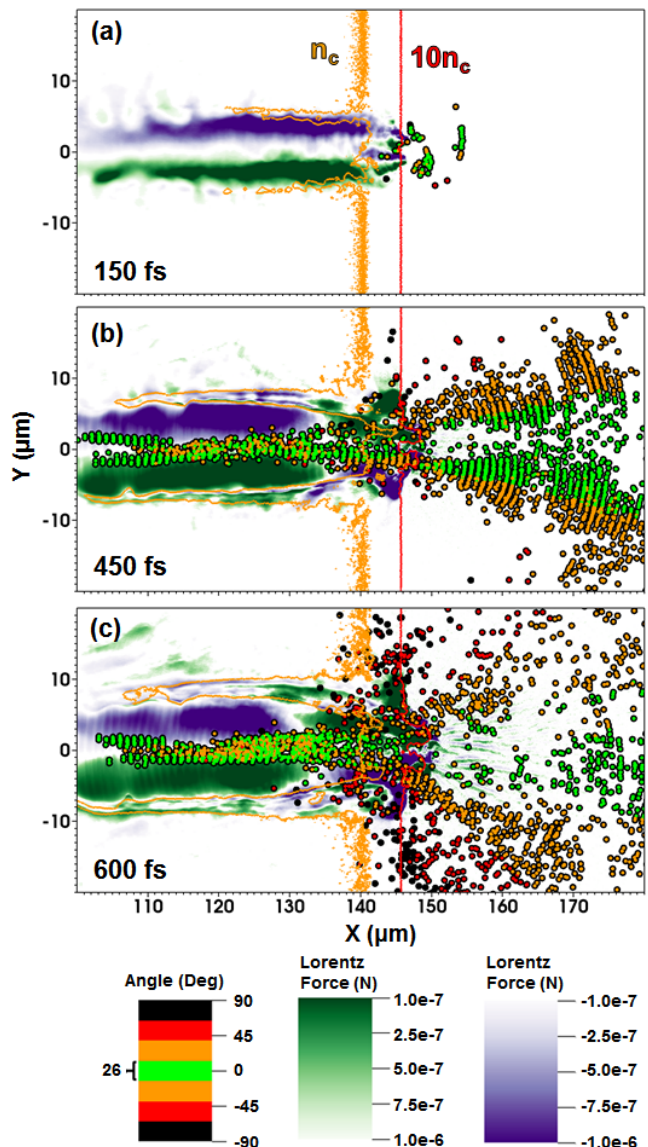 (a)
n_c
10n_c
10
0
-10
150 fs
(b)
10
0
-10
450 fs
Y (μm)
(c)
10
0
-10
600 fs
110 120 130 140 150 160 170
X (μm)
Angle (Deg)
90
45
26
0
-45
-90
Lorentz
Force (N)
1.0e-7
2.5e-7
5.0e-7
7.5e-7
1.0e-6
Lorentz
Force (N)
-1.0e-7
-2.5e-7
-5.0e-7
-7.5e-7
-1.0e-6